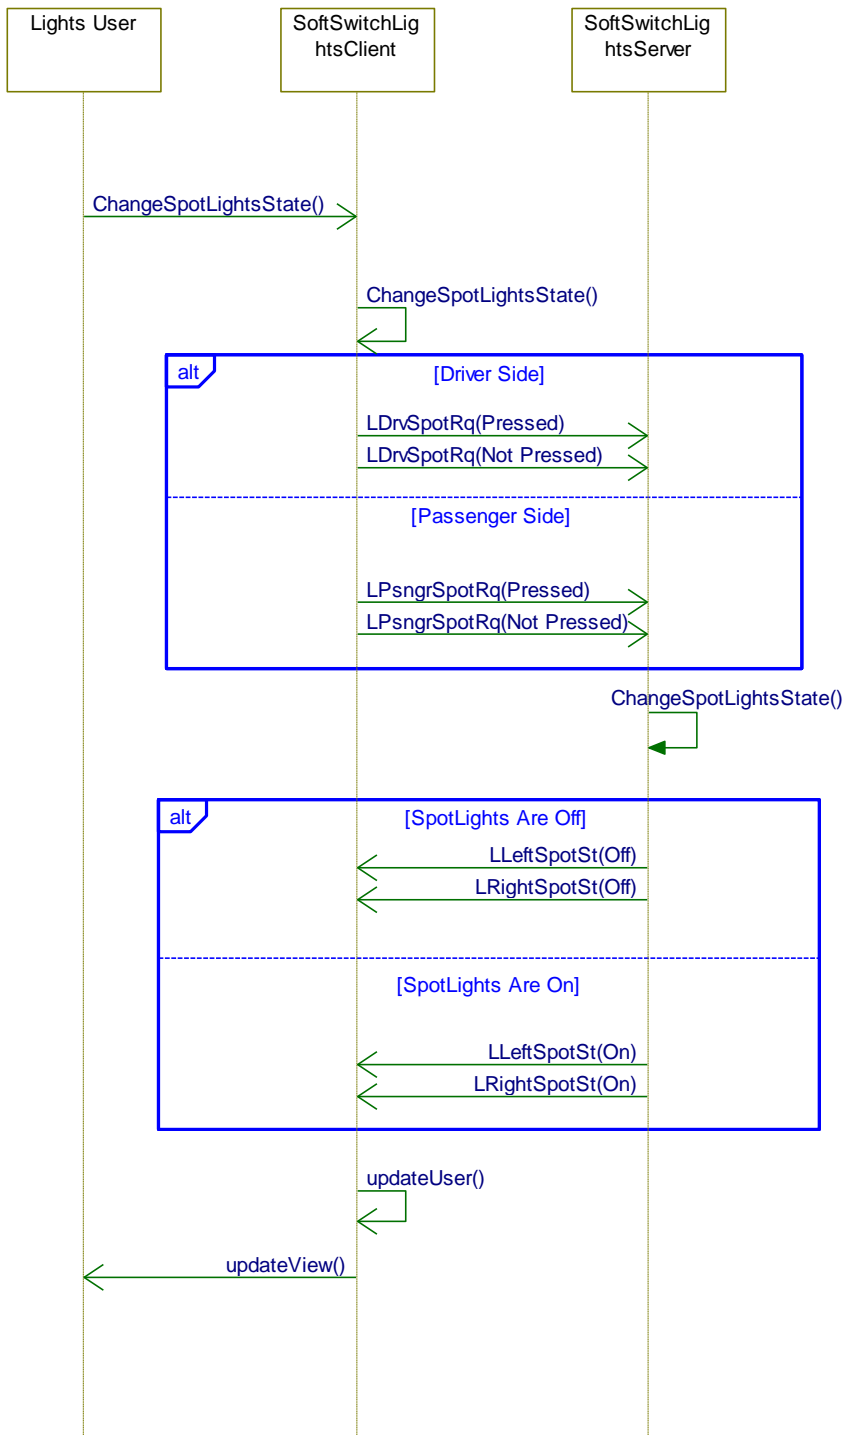 Lights User
SoftSwitchLig
htsClient
SoftSwitchLig
htsServer
ChangeSpotLightsState()
ChangeSpotLightsState()
alt
[Driver Side]
LDrvSpotRq(Pressed)
LDrvSpotRq(Not Pressed)
[Passenger Side]
LPsngrSpotRq(Pressed)
LPsngrSpotRq(Not Pressed)
ChangeSpotLightsState()
alt
[SpotLights Are Off]
LLeftSpotSt(Off)
LRightSpotSt(Off)
[SpotLights Are On]
LLeftSpotSt(On)
LRightSpotSt(On)
updateUser()
updateView()